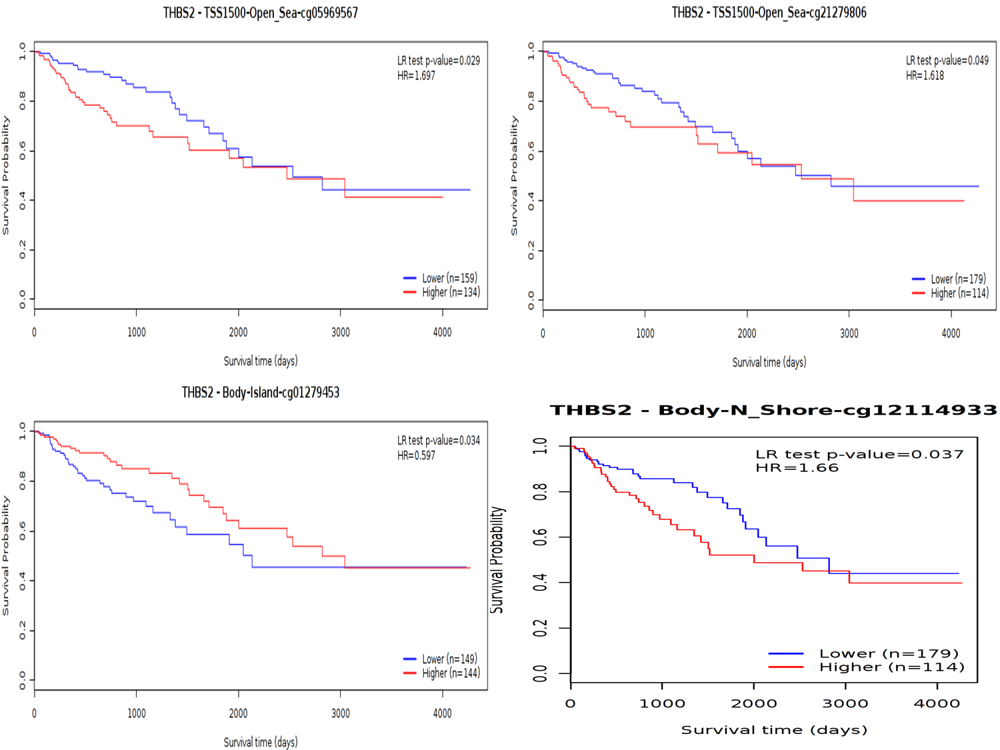 THBS2 - TSS1500-Open_Sea-cg05969567
LR test p-value=0.029
HR=1.697
Survival Probability
1.0
0.8
0.6
0.4
0.2
0.0
Lower (n=159)
Higher (n=134)
0 1000 2000 3000 4000
Survival time (days)
THBS2 - TSS1500-Open_Sea-cg21279806
LR test p-value=0.049
HR=1.618
Survival Probability
1.0
0.8
0.6
0.4
0.2
0.0
Lower (n=179)
Higher (n=114)
0 1000 2000 3000 4000
Survival time (days)
THBS2 - Body-Island-cg01279453
LR test p-value=0.034
HR=0.597
Survival Probability
1.0
0.8
0.6
0.4
0.2
0.0
Lower (n=149)
Higher (n=144)
0 1000 2000 3000 4000
Survival time (days)
THBS2 - Body-N_Shore-cg12114933
LR test p-value=0.037
HR=1.66
Survival Probability
1.0
0.8
0.6
0.4
0.2
0.0
Lower (n=179)
Higher (n=114)
0 1000 2000 3000 4000
Survival time (days)